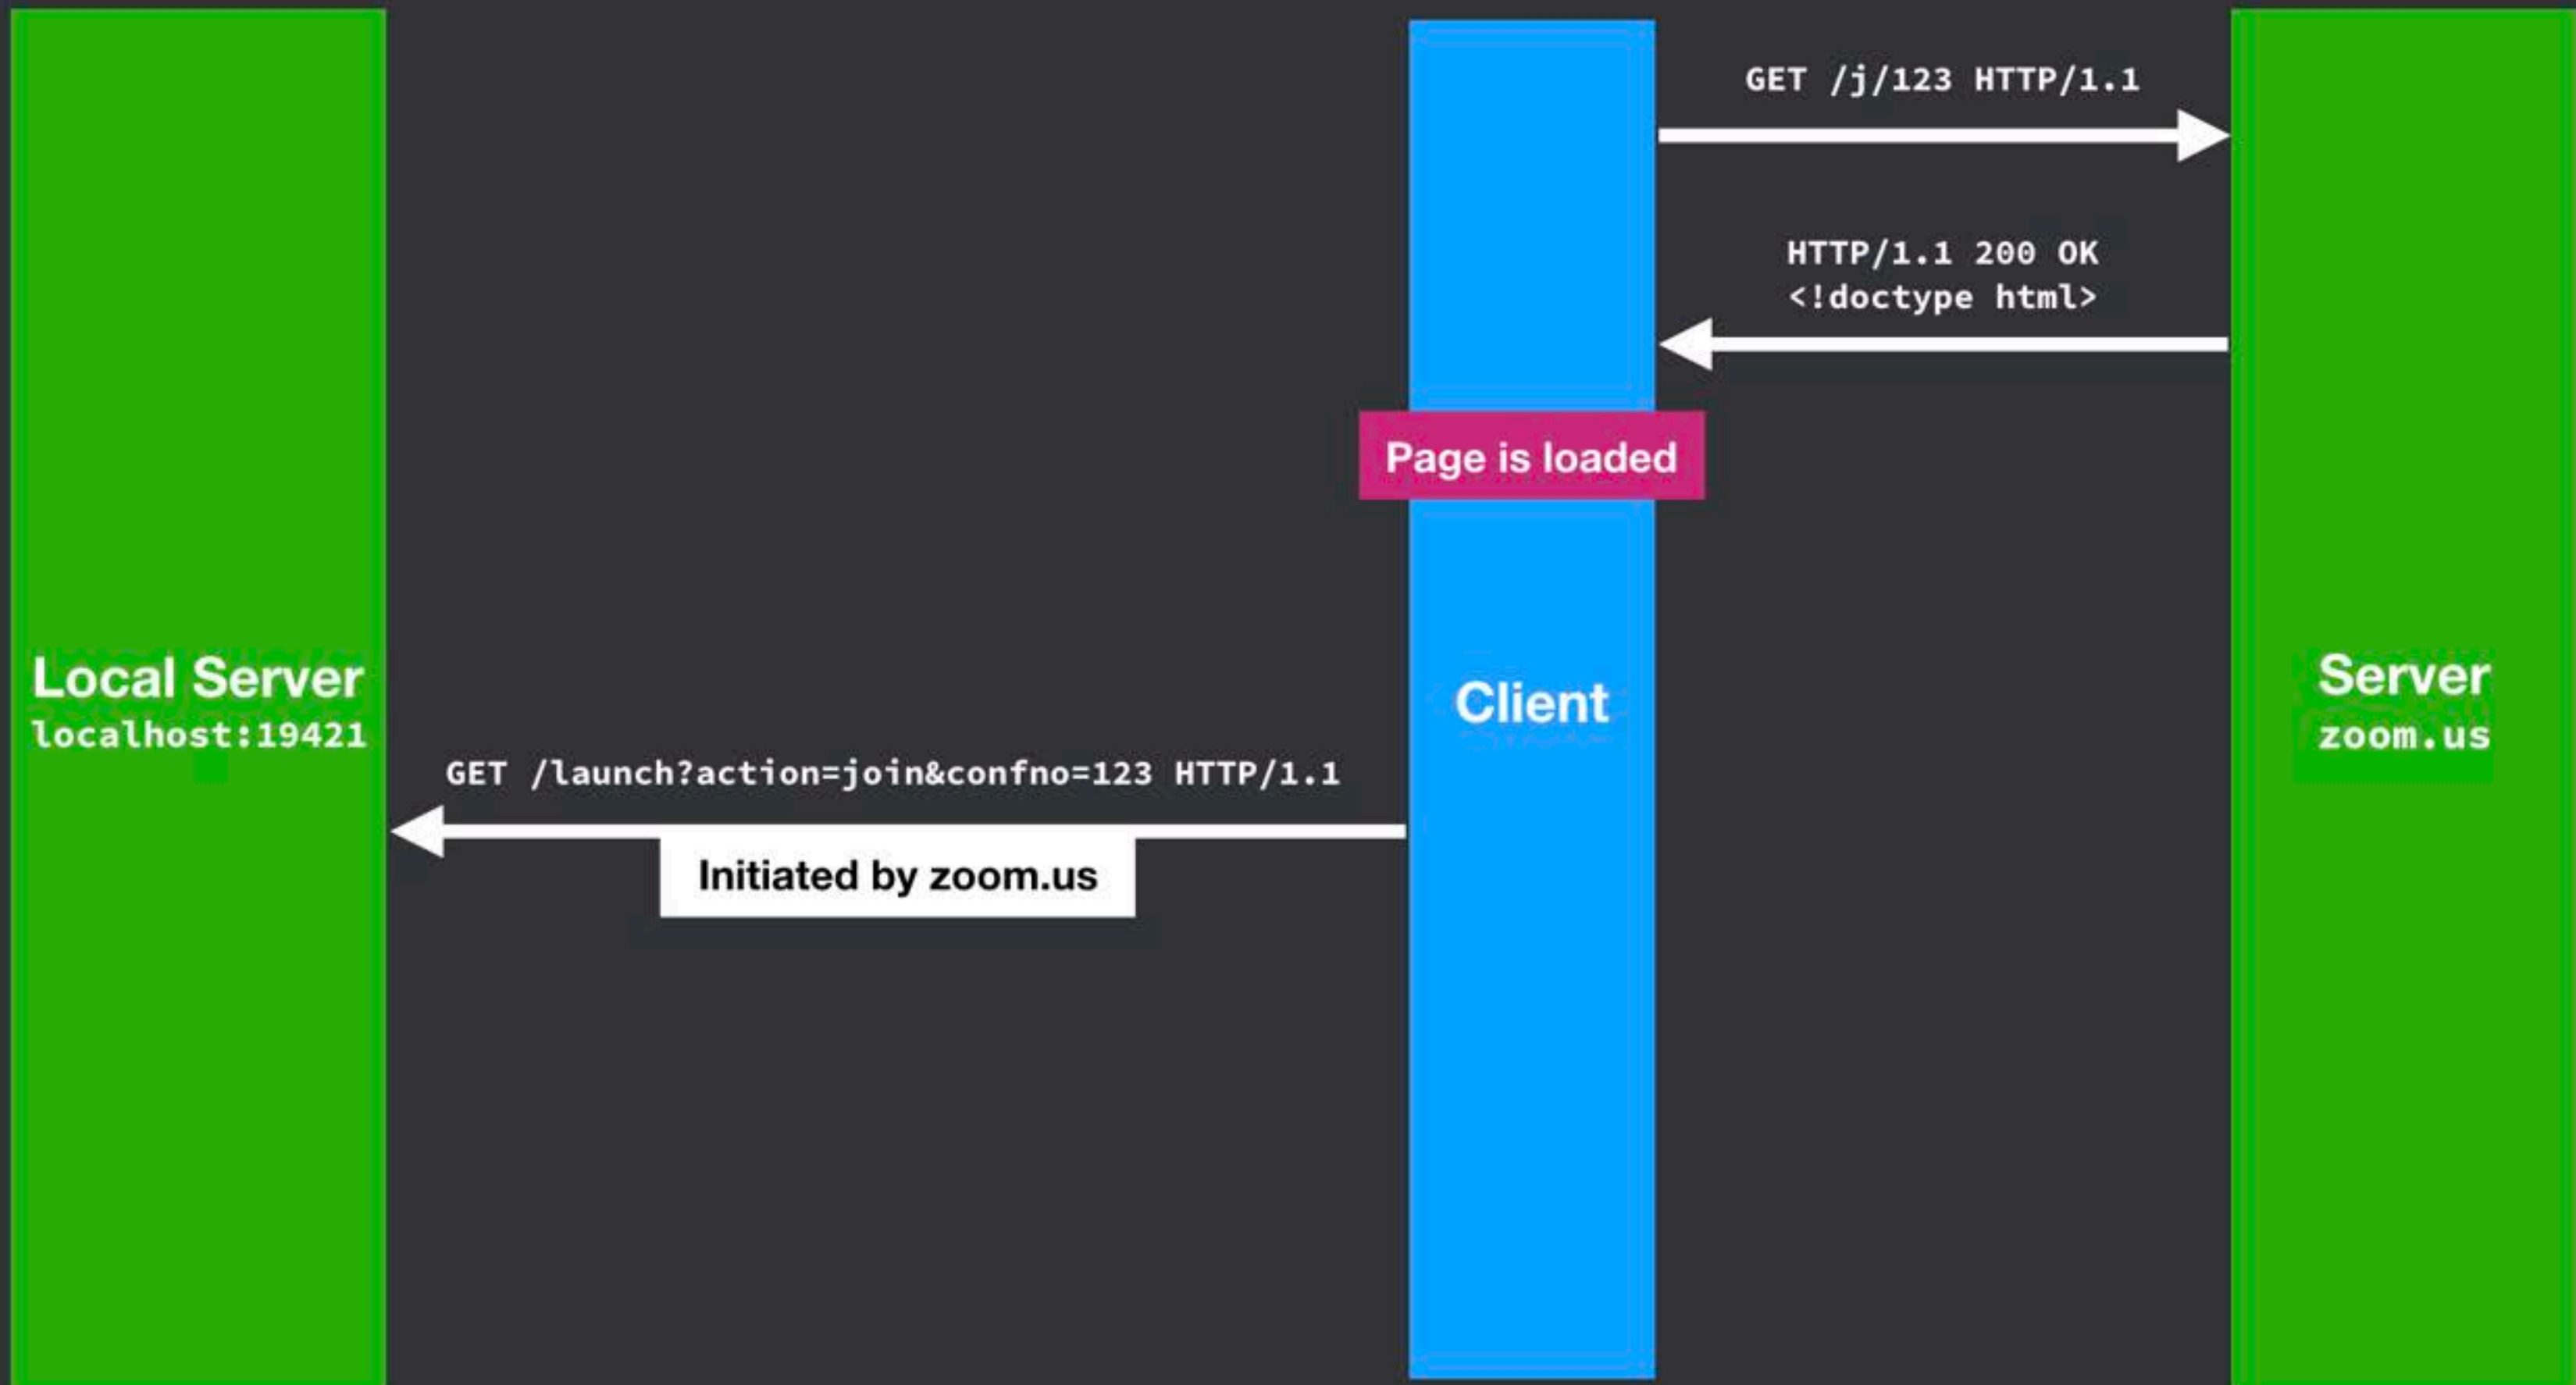 GET /j/123 HTTP/1.1
HTTP/1.1 200 OK
<!doctype html>
Page is loaded
Local Server
localhost:19421
Client
Server
zoom.us
GET /launch?action=join&confno=123 HTTP/1.1
Initiated by zoom.us